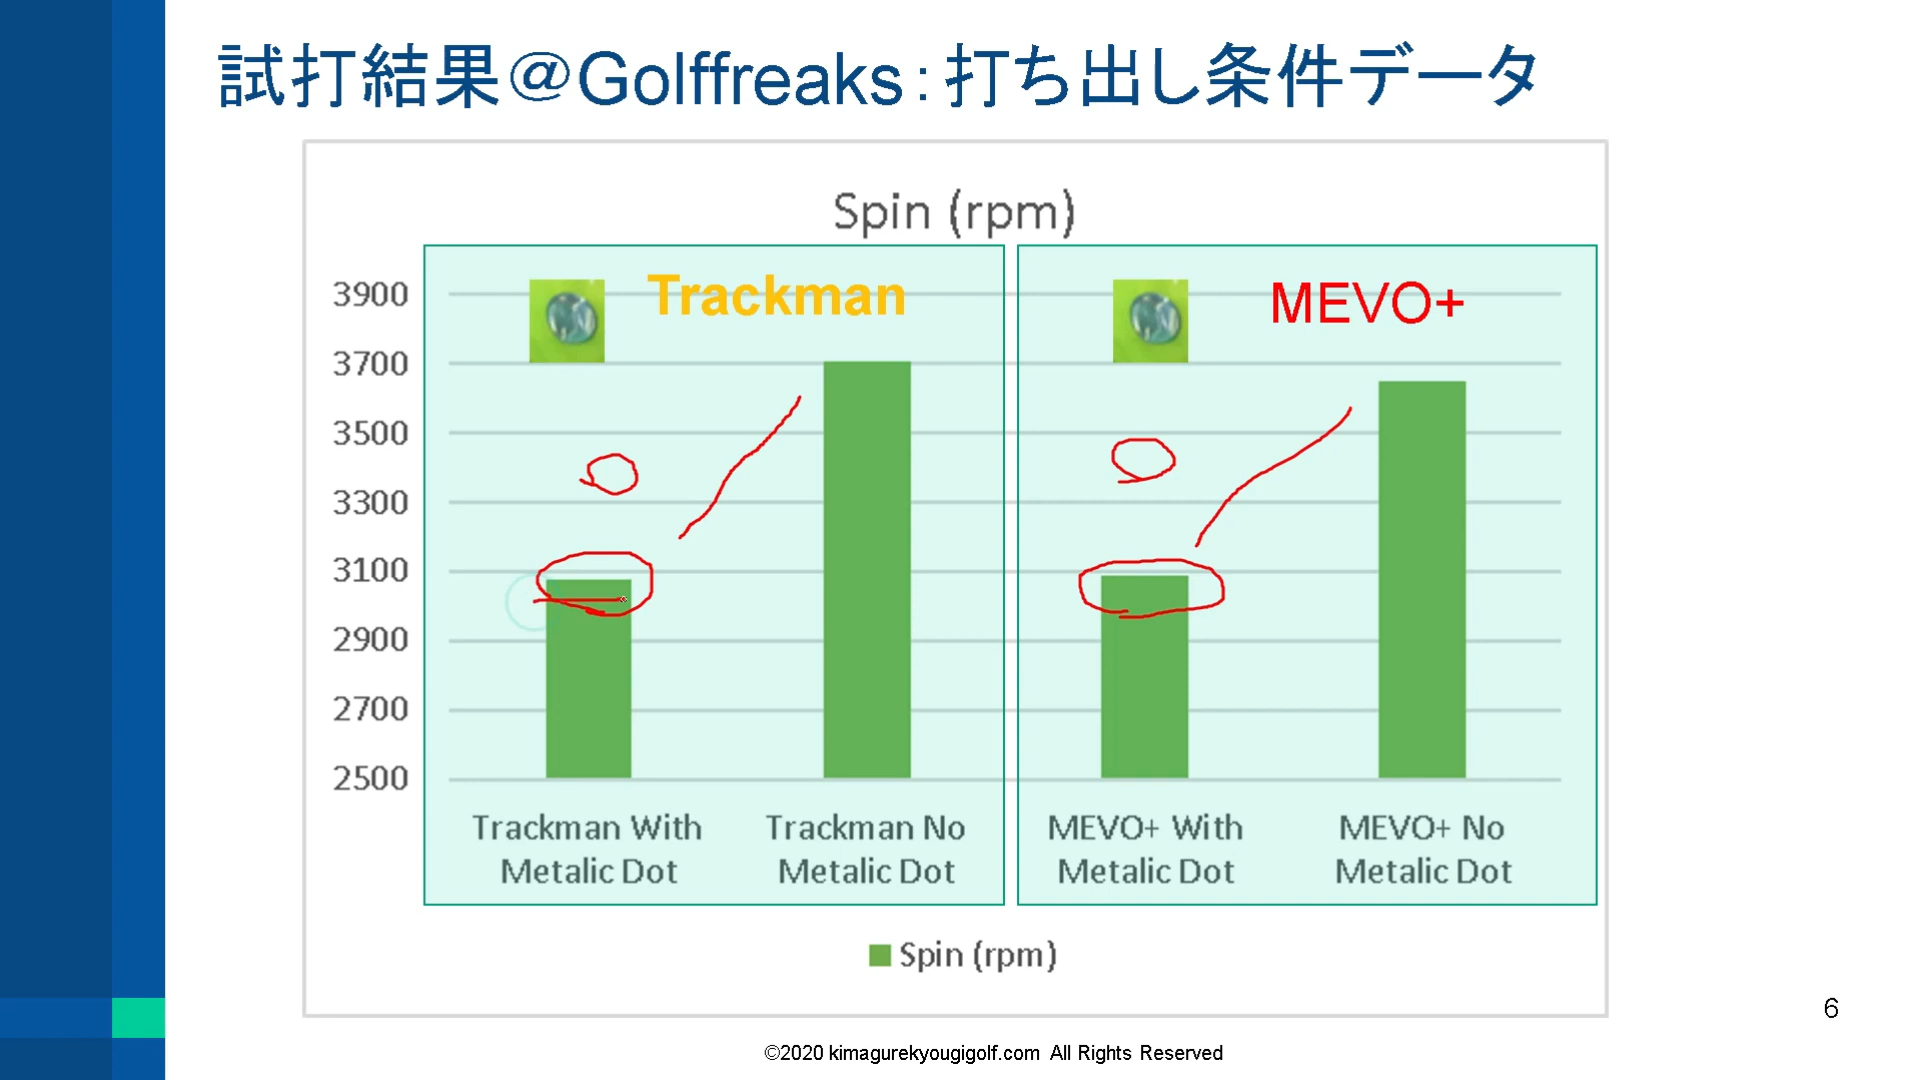 試打結果@Golffreaks：打ち出し条件データ
Spin (rpm)
Trackman
MEVO+
3900
3700
3500
3300
3100
2900
2700
2500
Trackman With
Metalic Dot
Trackman No
Metalic Dot
MEVO+ With
Metalic Dot
MEVO+ No
Metalic Dot
Spin (rpm)
6
©2020 kimagurekyougigolf.com All Rights Reserved